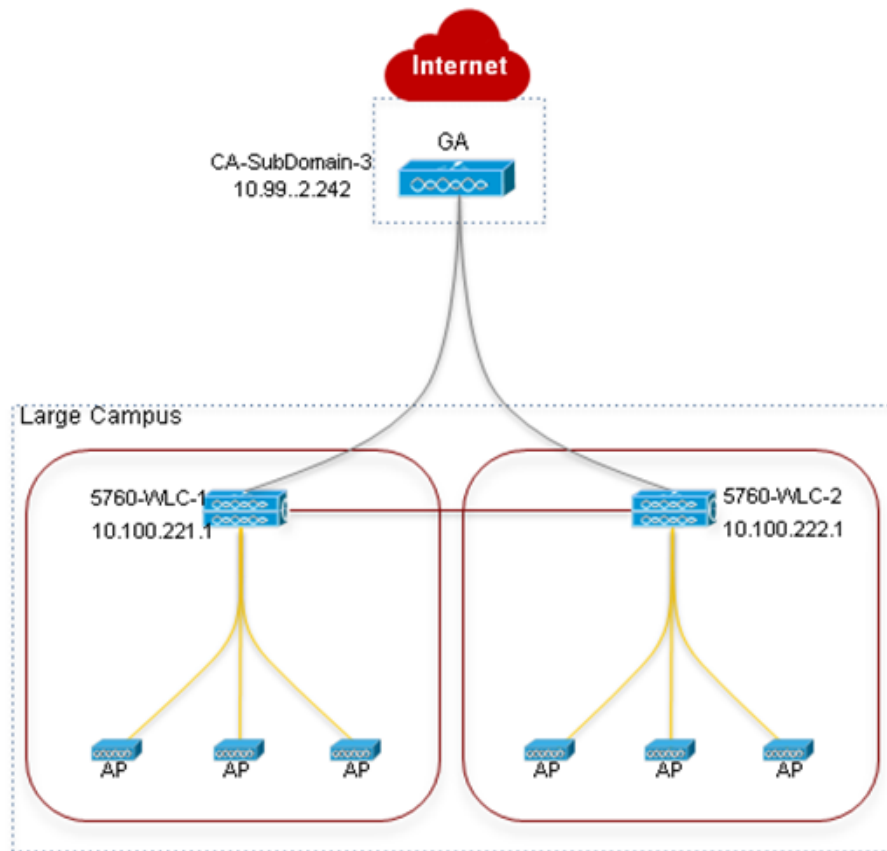 Internet
GA
CA-SubDomain-3
10.99..2.242
Large Campus
5760-WLC-1
10.100.221.1
5760-WLC-2
10.100.222.1
AP
AP
AP
AP
AP
AP